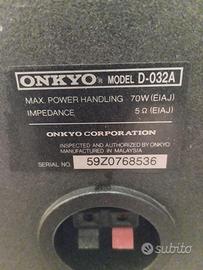 ONKYO® MODEL D-032A
MAX. POWER HANDLING 70W (EIAJ)
IMPEDANCE 5 Ω (EIAJ)
ONKYO CORPORATION
INSPECTED AND AUTHORIZED BY ONKYO
MANUFACTURED IN MALAYSIA
SERIAL NO. 59Z0768536
subito